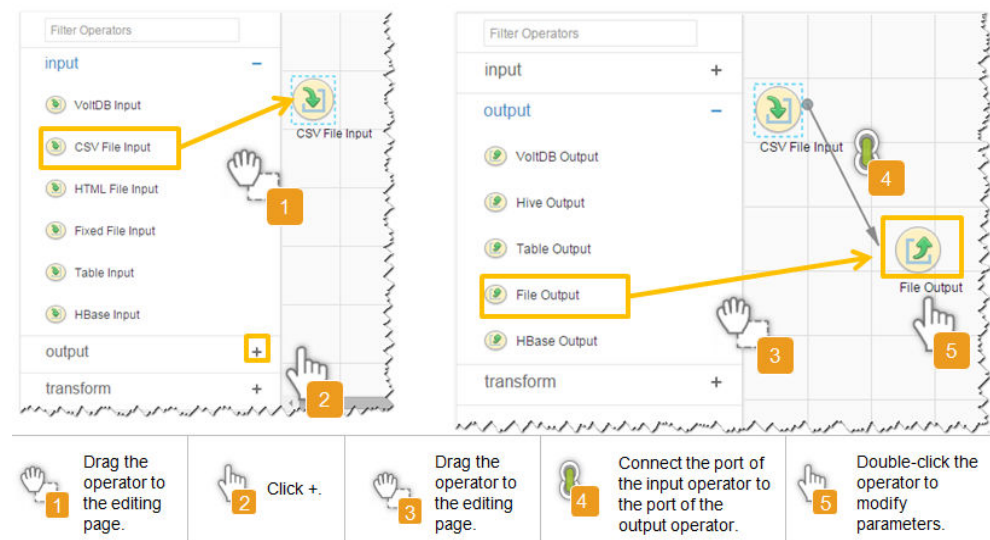 Filter Operators
input −
VoltDB Input
CSV File Input
HTML File Input
Fixed File Input
Table Input
HBase Input
output +
transform +
CSV File Input
1
2
Filter Operators
input +
output −
VoltDB Output
Hive Output
Table Output
File Output
HBase Output
transform +
CSV File Input
4
File Output
3
5
1
Drag the
operator to
the editing
page.
2
Click +.
3
Drag the
operator to
the editing
page.
4
Connect the port of
the input operator to
the port of the
output operator.
5
Double-click the
operator to
modify
parameters.